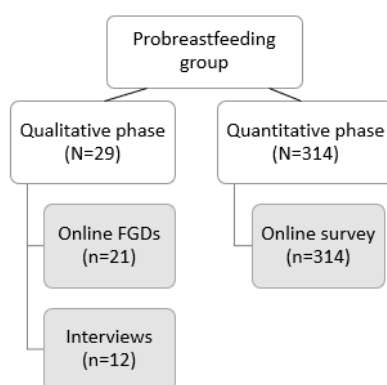 Probreastfeeding
group
Qualitative phase
(N=29)
Quantitative phase
(N=314)
Online FGDs
(n=21)
Online survey
(n=314)
Interviews
(n=12)